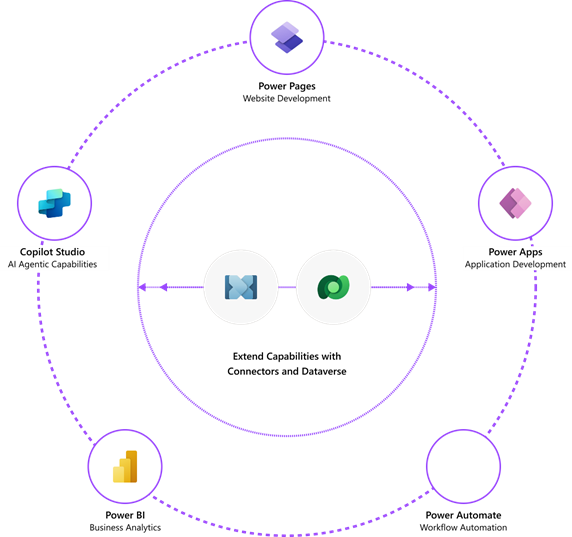 Power Pages
Website Development
Copilot Studio
AI Agentic Capabilities
Power Apps
Application Development
Extend Capabilities with
Connectors and Dataverse
Power BI
Business Analytics
Power Automate
Workflow Automation